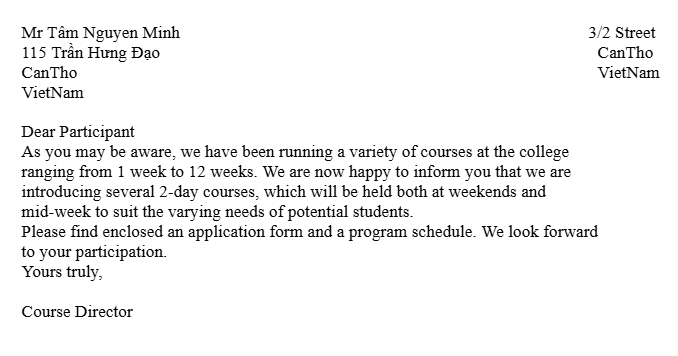 Mr Tâm Nguyen Minh 3/2 Street
115 Trần Hưng Đạo CanTho
CanTho VietNam
VietNam
Dear Participant
As you may be aware, we have been running a variety of courses at the college
ranging from 1 week to 12 weeks. We are now happy to inform you that we are
introducing several 2-day courses, which will be held both at weekends and
mid-week to suit the varying needs of potential students.
Please find enclosed an application form and a program schedule. We look forward
to your participation.
Yours truly,
Course Director